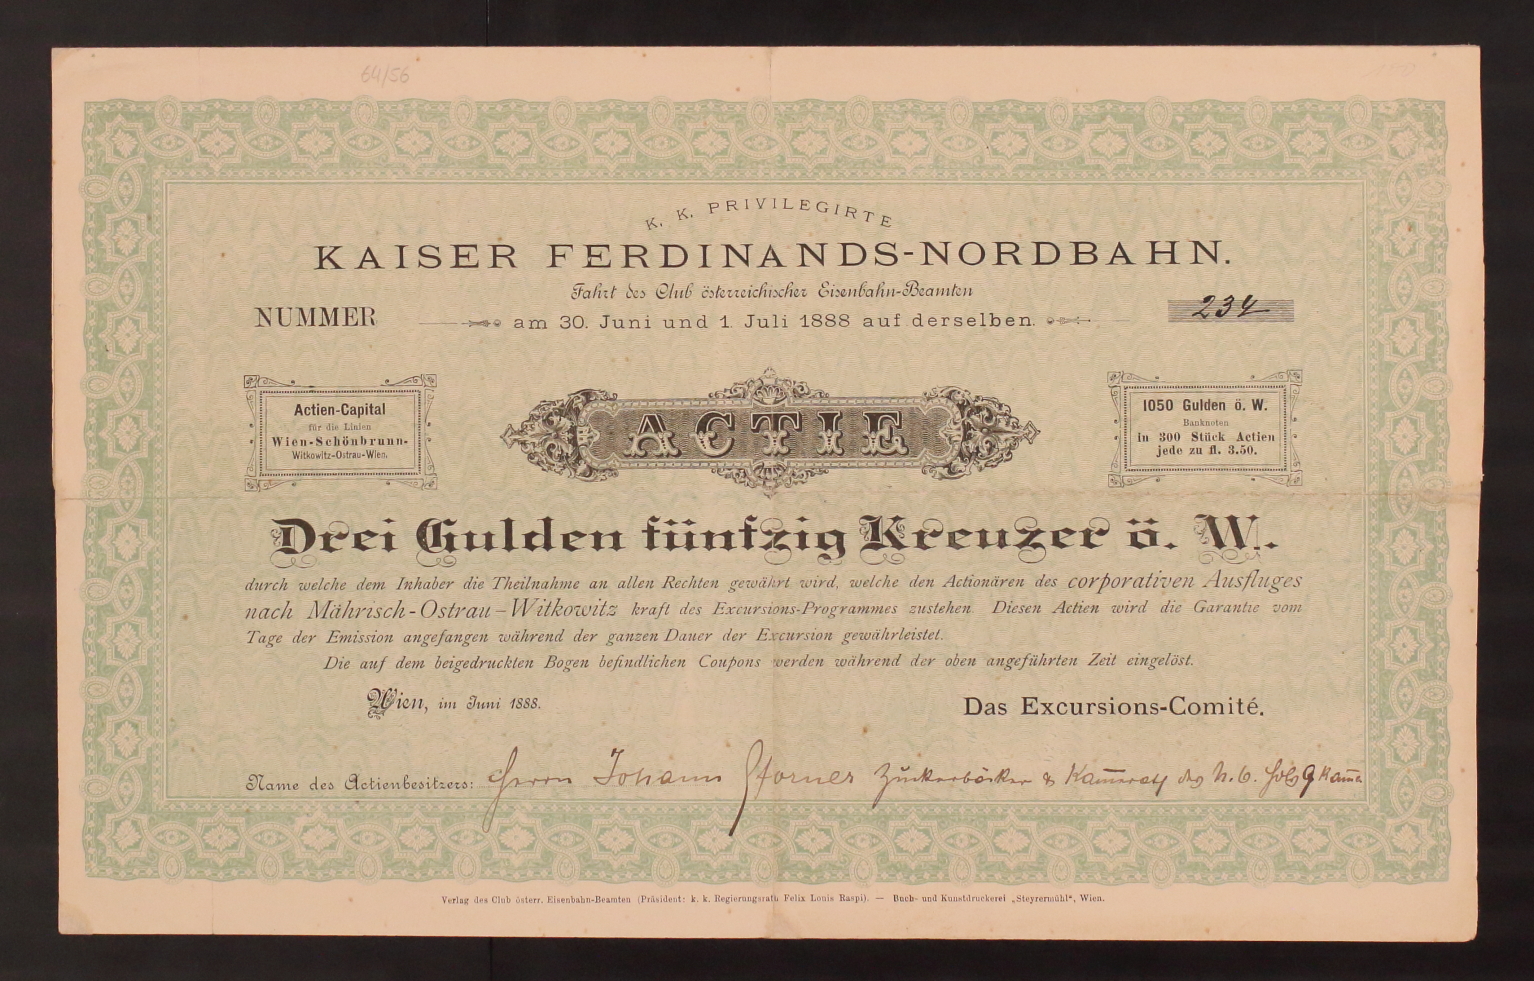 64/56
K. K. PRIVILEGIRTE
KAISER FERDINANDS-NORDBAHN.
Fahrt des Club österreichischer Eisenbahn-Beamten
NUMMER
am 30. Juni und 1. Juli 1888 auf derselben.
234
Actien-Capital
für die Linien
Wien-Schönbrunn-
Witkowitz-Ostrau-Wien.
ACTIE
1050 Gulden ö. W.
Banknoten
in 300 Stück Actien
jede zu fl. 3.50.
Drei Gulden fünfzig Kreuzer ö. W.
durch welche dem Inhaber die Theilnahme an allen Rechten gewährt wird, welche den Actionären des corporativen Ausfluges
nach Mährisch-Ostrau-Witkowitz kraft des Excursions-Programmes zustehen. Diesen Actien wird die Garantie vom
Tage der Emission angefangen während der ganzen Dauer der Excursion gewährleistet.
Die auf dem beigedruckten Bogen befindlichen Coupons werden während der oben angeführten Zeit eingelöst.
Wien, im Juni 1888.
Das Excursions-Comité.
Name des Actienbesitzers: Herrn Johann Zuckerbäcker &
Verlag des Club österr. Eisenbahn-Beamten (Präsident: k. k. Regierungsrath Felix Louis Raspi). — Buch- und Kunstdruckerei „Steyrermühl“, Wien.